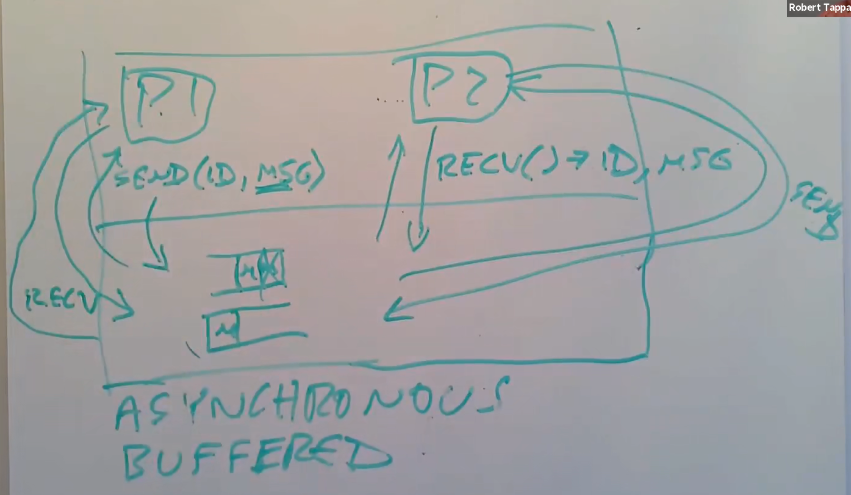 Robert Tappa
P1
P2
SEND(ID, MSG)
RECV() → ID, MSG
SEND
RECV
M
M
ASYNCHRONOUS
BUFFERED